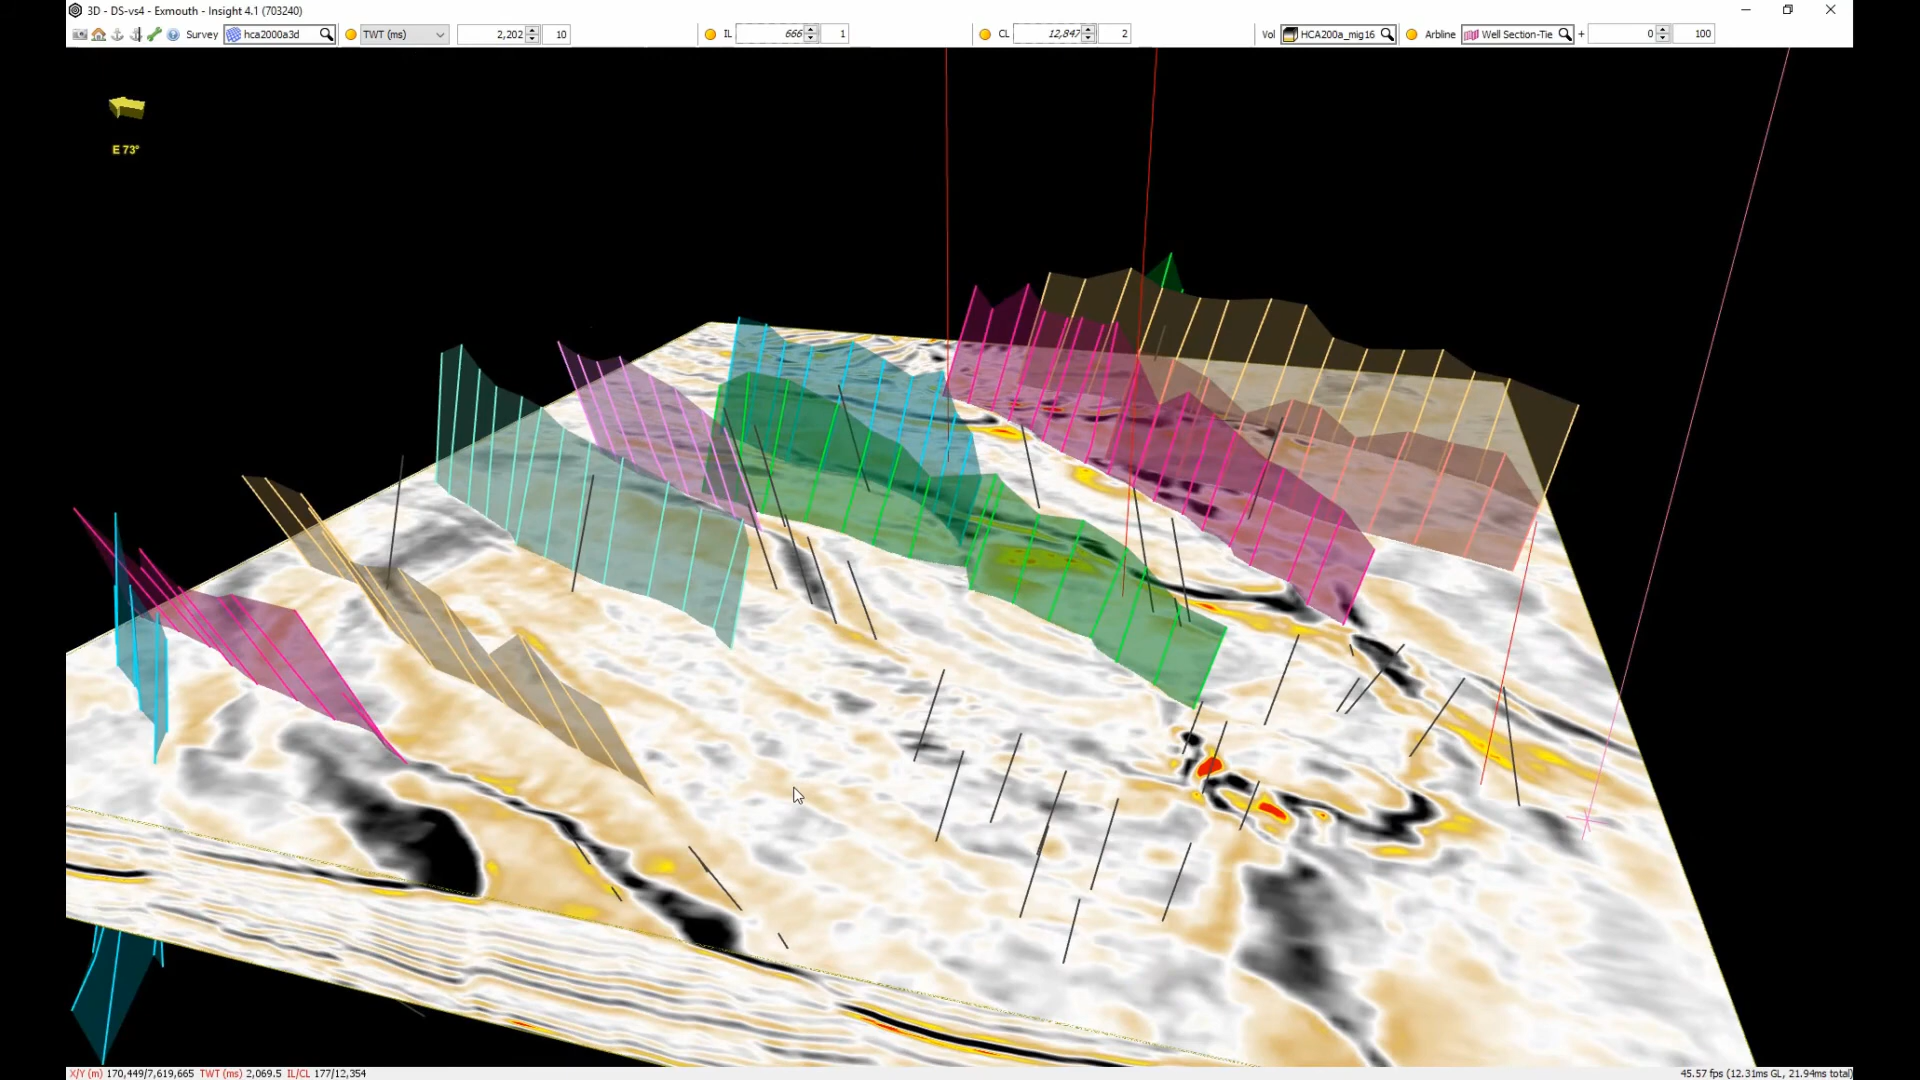 3D - DS-vs4 - Exmouth - Insight 4.1 (703240)
Survey hca2000a3d TWT (ms) 2,202 10 IL 666 1 CL 12,847 2 Vol HCA200a_mig16 Arbline Well Section-Tie + 0 100
E 73°
X/Y (m) 170,449/7,619,665 TWT (ms) 2,069.5 IL/CL 177/12,354
45.57 fps (12.31ms GL, 21.94ms total)